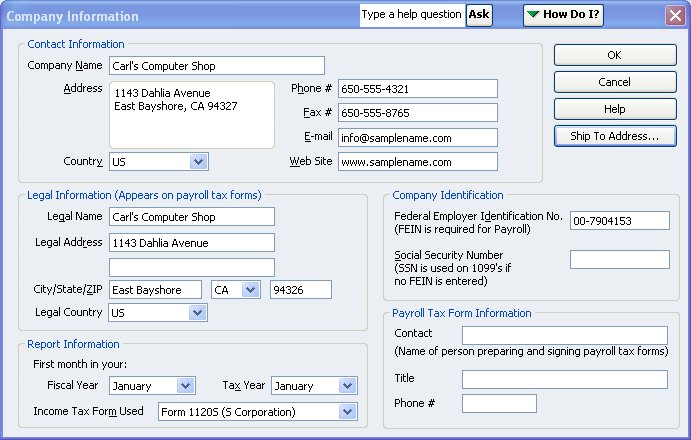 Company Information
Type a help question Ask How Do I?
Contact Information
Company Name Carl's Computer Shop
Address
1143 Dahlia Avenue
East Bayshore, CA 94327
Country US
Phone # 650-555-4321
Fax # 650-555-8765
E-mail info@samplename.com
Web Site www.samplename.com
OK
Cancel
Help
Ship To Address...
Legal Information (Appears on payroll tax forms)
Legal Name Carl's Computer Shop
Legal Address 1143 Dahlia Avenue
City/State/ZIP East Bayshore CA 94326
Legal Country US
Company Identification
Federal Employer Identification No. 00-7904153
(FEIN is required for Payroll)
Social Security Number
(SSN is used on 1099's if
no FEIN is entered)
Report Information
First month in your:
Fiscal Year January Tax Year January
Income Tax Form Used Form 1120S (S Corporation)
Payroll Tax Form Information
Contact
(Name of person preparing and signing payroll tax forms)
Title
Phone #